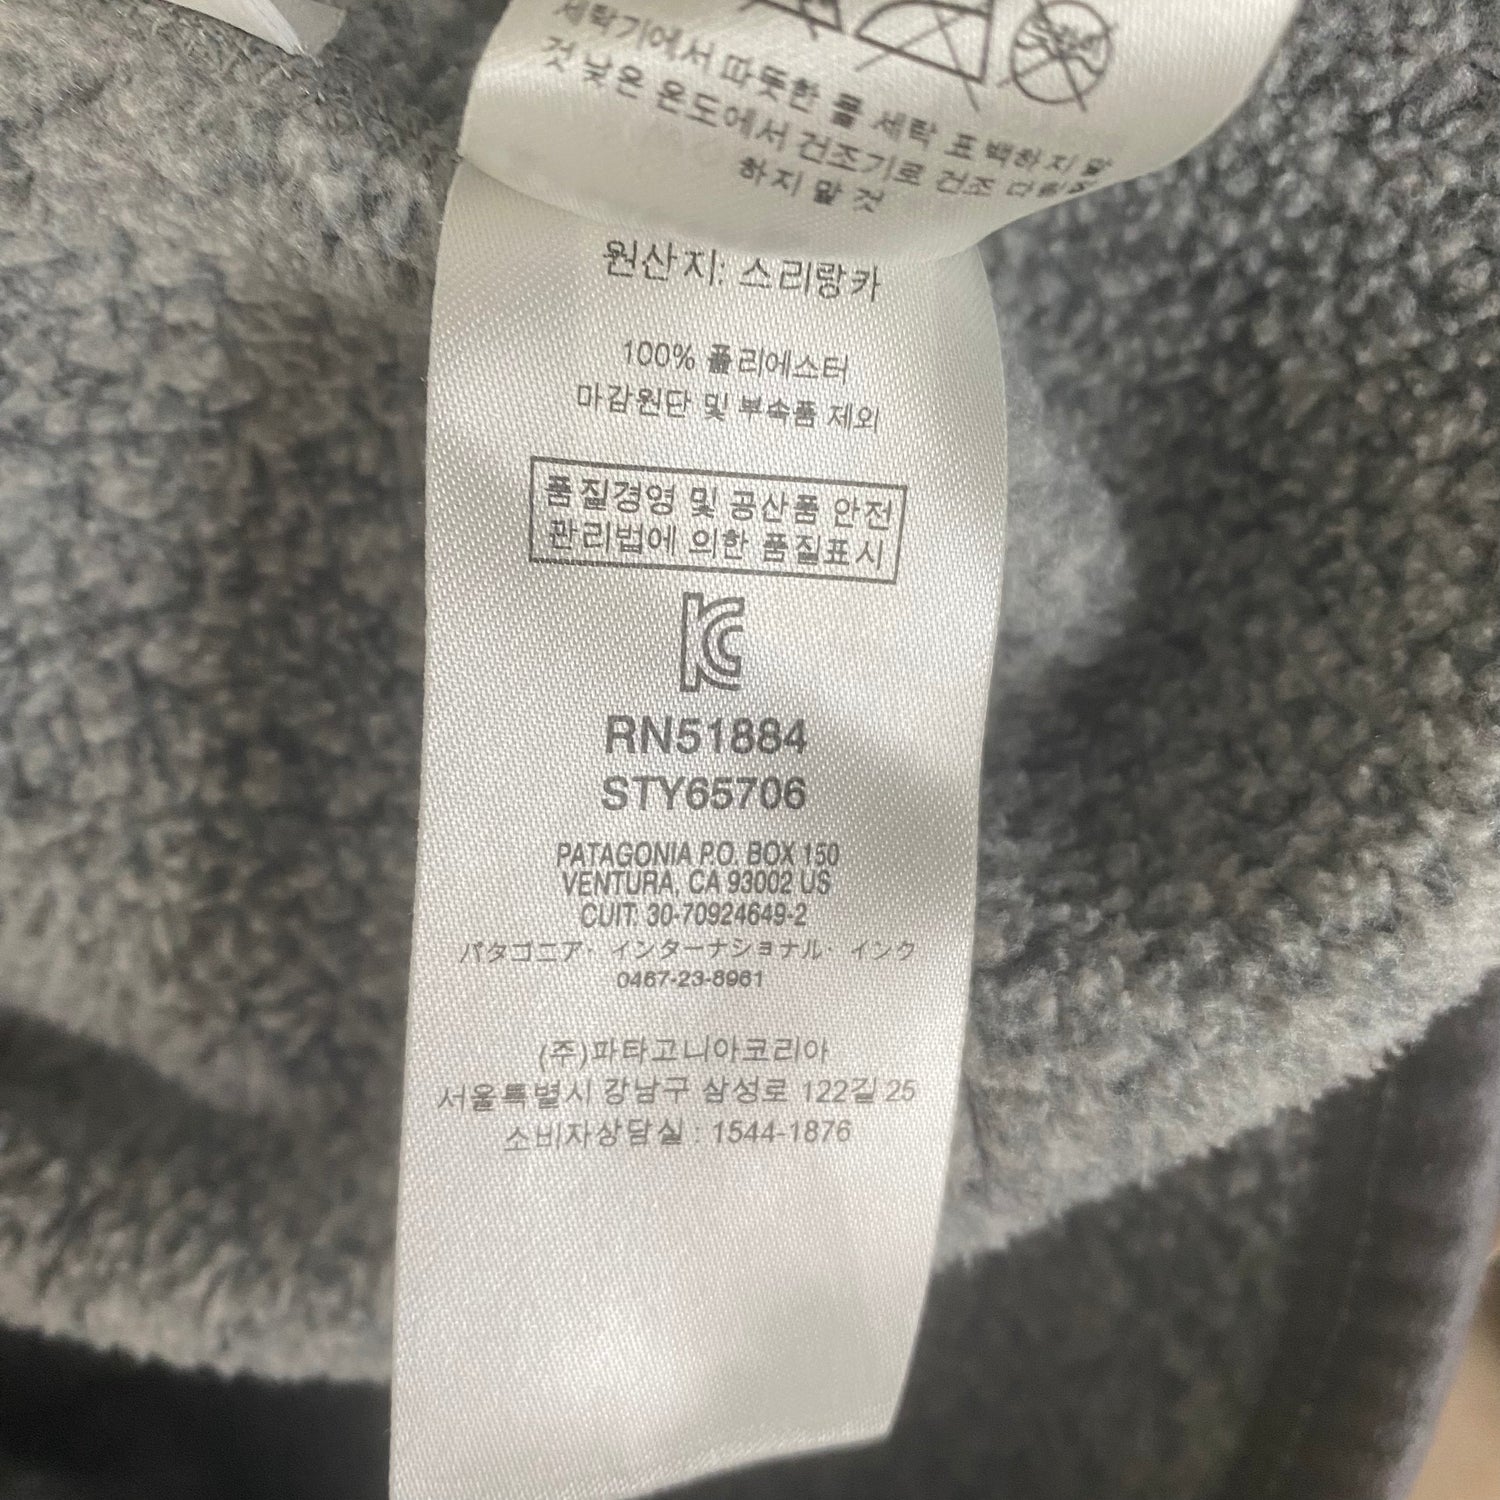 세탁기에서 따뜻한 물 세탁 표백하지 말
것 낮은 온도에서 건조기로 건조 다림질
하지 말 것
원산지: 스리랑카
100% 폴리에스터
마감원단 및 부속품 제외
품질경영 및 공산품 안전
관리법에 의한 품질표시
KC
RN51884
STY65706
PATAGONIA P.O. BOX 150
VENTURA, CA 93002 US
CUIT: 30-70924649-2
パタゴニア・インターナショナル・インク
0467-23-8961
(주)파타고니아코리아
서울특별시 강남구 삼성로 122길 25
소비자상담실 : 1544-1876